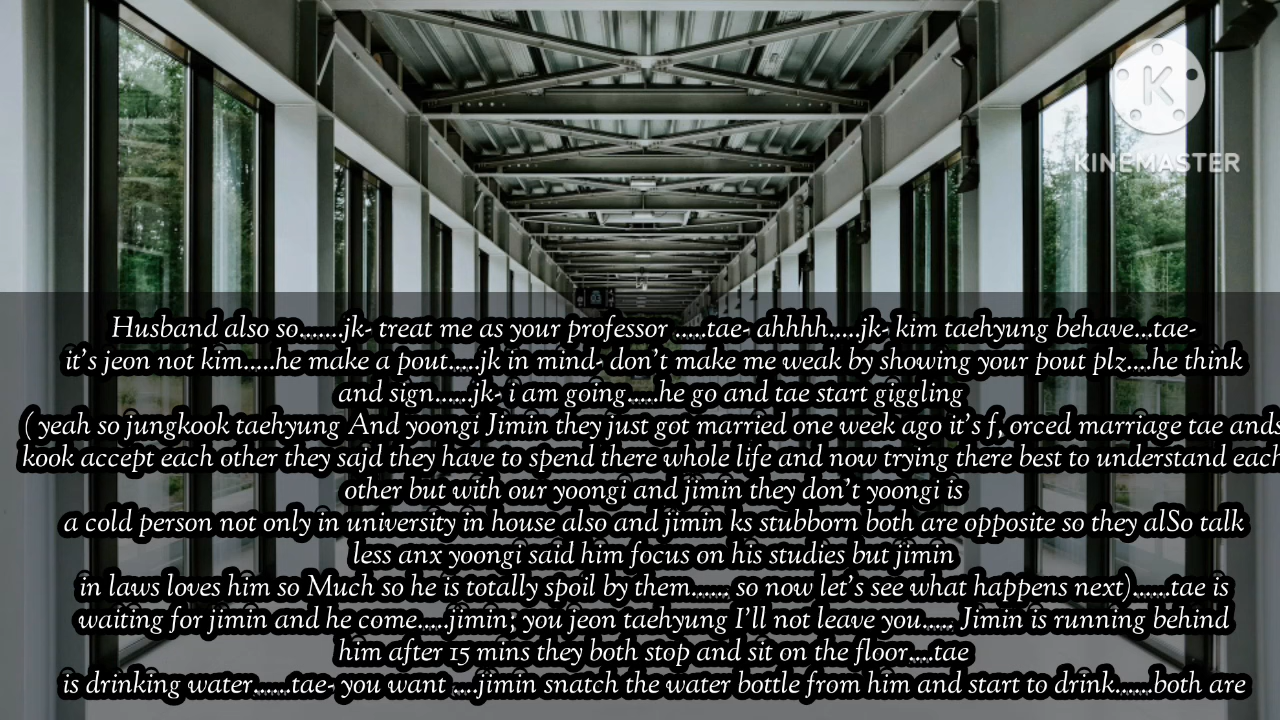 K
KINEMASTER
Husband also so.......jk- treat me as your professor .....tae- ahhhh.....jk- kim taehyung behave...tae-
it's jeon not kim.....he make a pout.....jk in mind- don't make me weak by showing your pout plz....he think
and sign......jk- i am going.....he go and tae start giggling
( yeah so jungkook taehyung And yoongi Jimin they just got married one week ago it's f, orced marriage tae ands
kook accept each other they sajd they have to spend there whole life and now trying there best to understand each
other but with our yoongi and jimin they don't yoongi is
a cold person not only in university in house also and jimin ks stubborn both are opposite so they alSo talk
less anx yoongi said him focus on his studies but jimin
in laws loves him so Much so he is totally spoil by them...... so now let's see what happens next)......tae is
waiting for jimin and he come.....jimin; you jeon taehyung I'll not leave you..... Jimin is running behind
him after 15 mins they both stop and sit on the floor....tae
is drinking water......tae- you want ....jimin snatch the water bottle from him and start to drink......both are